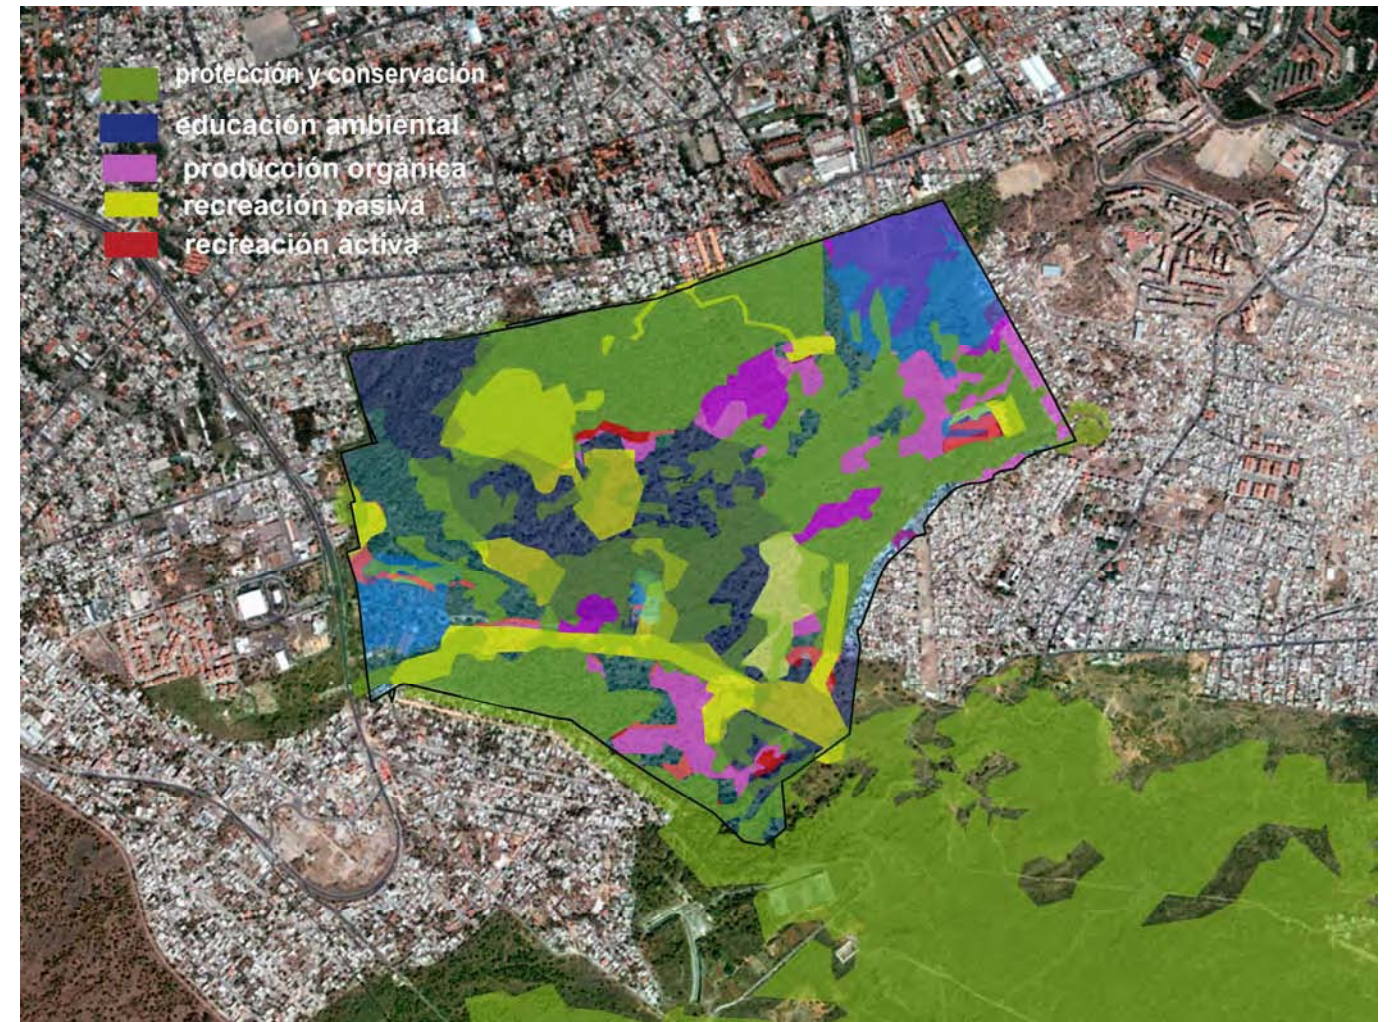 protección y conservación
educación ambiental
producción orgánica
recreación pasiva
recreación activa